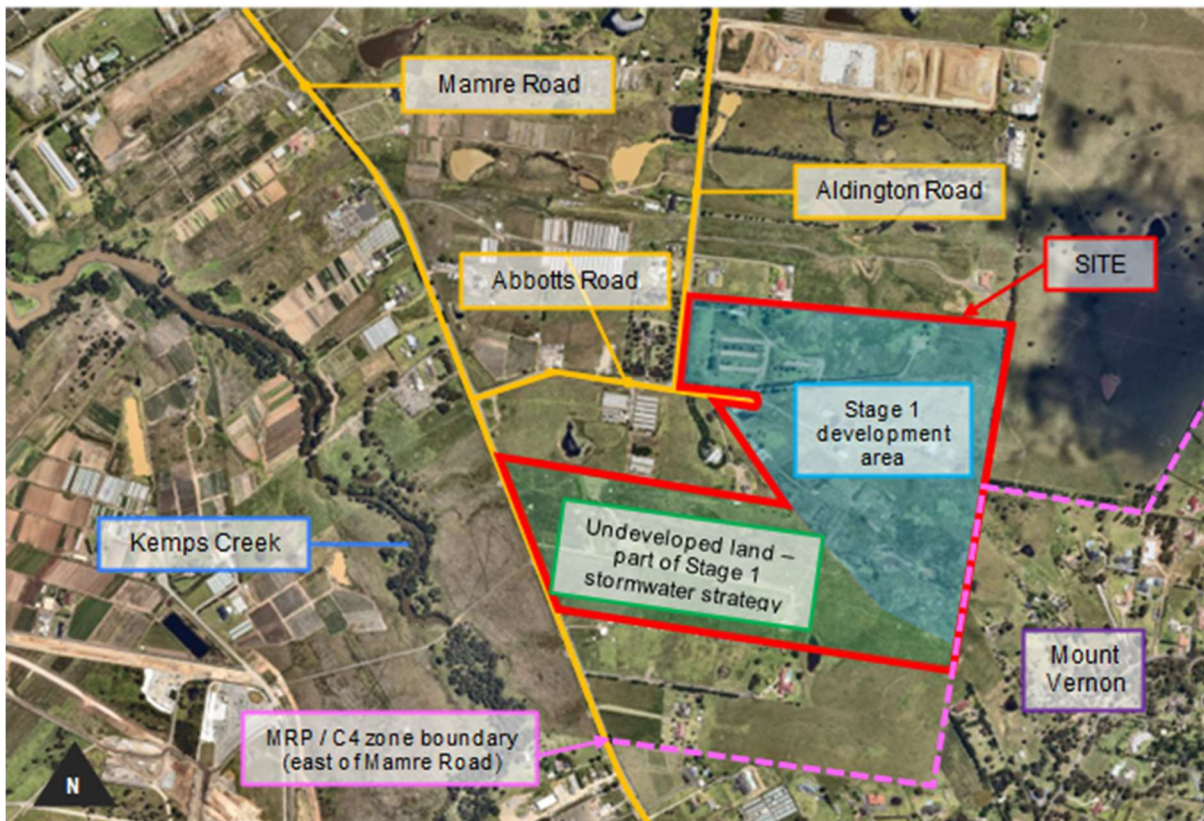 Mamre Road
Aldington Road
Abbotts Road
SITE
Stage 1
development
area
Undeveloped land –
part of Stage 1
stormwater strategy
Kemps Creek
Mount
Vernon
MRP / C4 zone boundary
(east of Mamre Road)
N